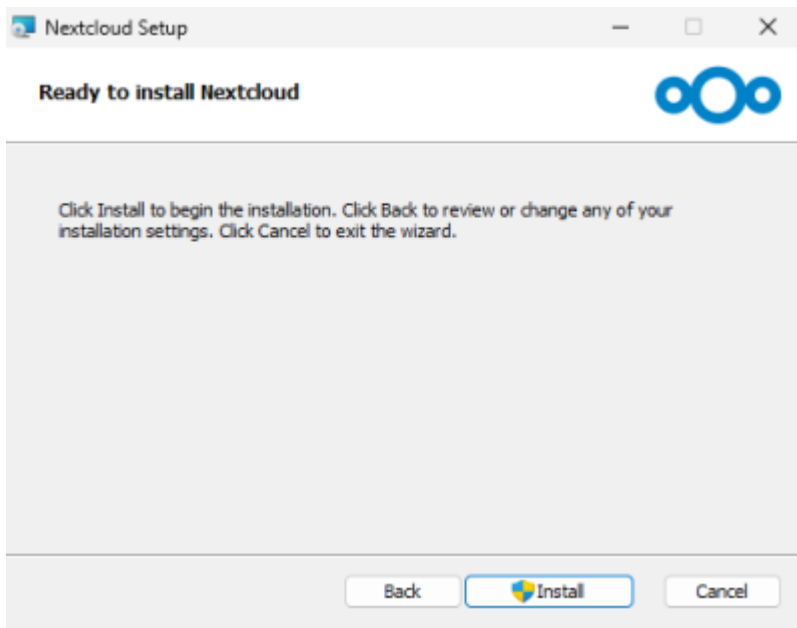 Nextcloud Setup
Ready to install Nextcloud
Click Install to begin the installation. Click Back to review or change any of your
installation settings. Click Cancel to exit the wizard.
Back Install Cancel